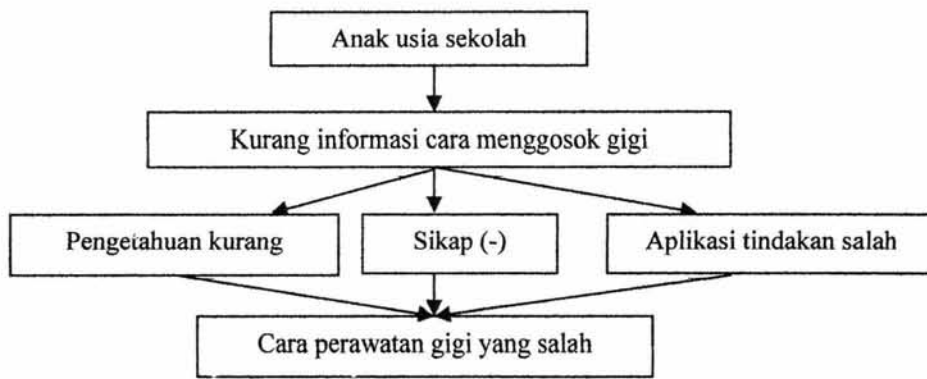 Anak usia sekolah
Kurang informasi cara menggosok gigi
Pengetahuan kurang
Sikap (-)
Aplikasi tindakan salah
Cara perawatan gigi yang salah